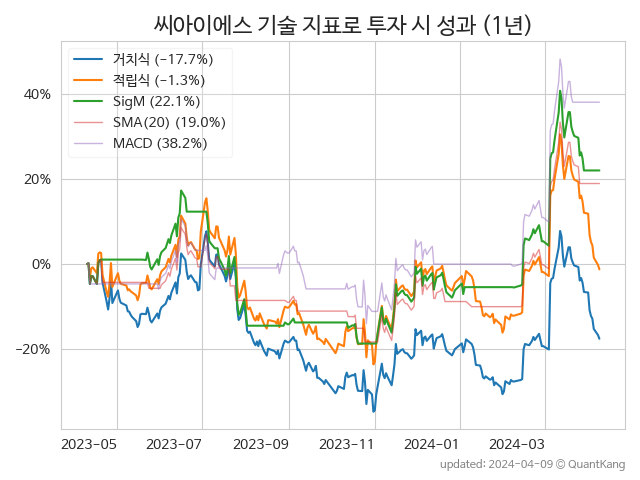 씨아이에스 기술 지표로 투자 시 성과 (1년)
거치식 (−17.7%)
적립식 (−1.3%)
SigM (22.1%)
SMA(20) (19.0%)
MACD (38.2%)
40%
20%
0%
−20%
2023-05 2023-07 2023-09 2023-11 2024-01 2024-03
updated: 2024-04-09 © QuantKang